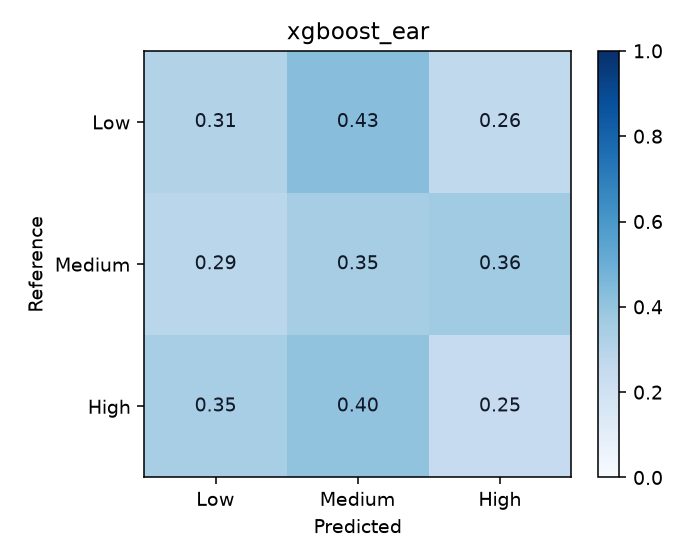 xgboost_ear
1.0
Low 0.31 0.43 0.26
0.8
0.6
Reference
Medium 0.29 0.35 0.36
0.4
High 0.35 0.40 0.25
0.2
0.0
Low Medium High
Predicted